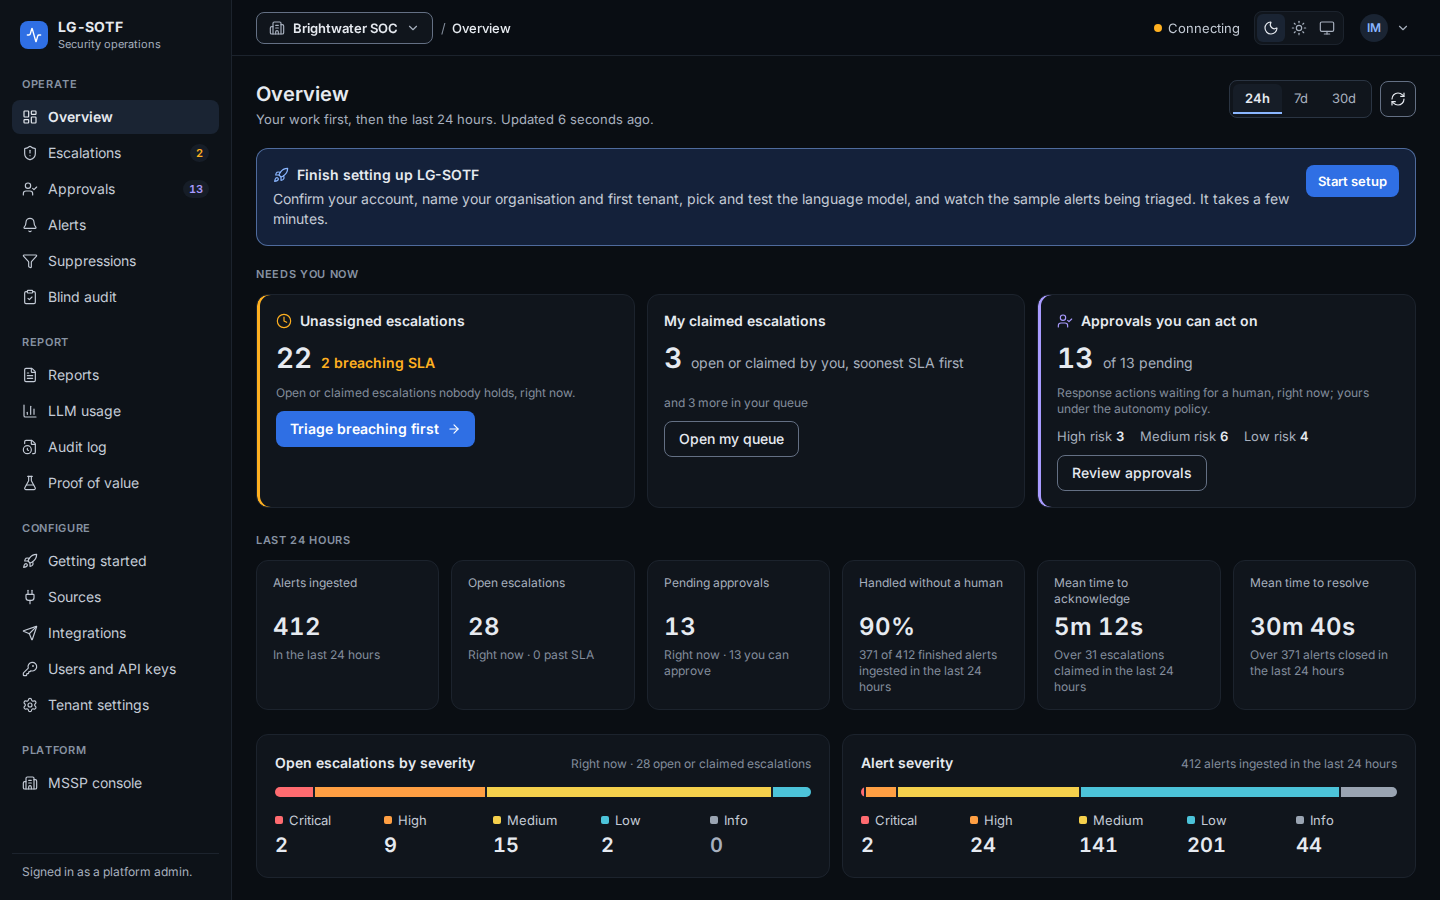 LG-SOTF
Security operations
OPERATE
Overview
Escalations 2
Approvals 13
Alerts
Suppressions
Blind audit
REPORT
Reports
LLM usage
Audit log
Proof of value
CONFIGURE
Getting started
Sources
Integrations
Users and API keys
Tenant settings
PLATFORM
MSSP console
Signed in as a platform admin.
Brightwater SOC / Overview
Connecting
IM
Overview
Your work first, then the last 24 hours. Updated 6 seconds ago.
24h 7d 30d
Finish setting up LG-SOTF
Confirm your account, name your organisation and first tenant, pick and test the language model, and watch the sample alerts being triaged. It takes a few
minutes.
Start setup
NEEDS YOU NOW
Unassigned escalations
22 2 breaching SLA
Open or claimed escalations nobody holds, right now.
Triage breaching first
My claimed escalations
3 open or claimed by you, soonest SLA first
and 3 more in your queue
Open my queue
Approvals you can act on
13 of 13 pending
Response actions waiting for a human, right now; yours
under the autonomy policy.
High risk 3 Medium risk 6 Low risk 4
Review approvals
LAST 24 HOURS
Alerts ingested
412
In the last 24 hours
Open escalations
28
Right now · 0 past SLA
Pending approvals
13
Right now · 13 you can
approve
Handled without a human
90%
371 of 412 finished alerts
ingested in the last 24
hours
Mean time to
acknowledge
5m 12s
Over 31 escalations
claimed in the last 24
hours
Mean time to resolve
30m 40s
Over 371 alerts closed in
the last 24 hours
Open escalations by severity
Right now · 28 open or claimed escalations
Critical High Medium Low Info
2 9 15 2 0
Alert severity
412 alerts ingested in the last 24 hours
Critical High Medium Low Info
2 24 141 201 44